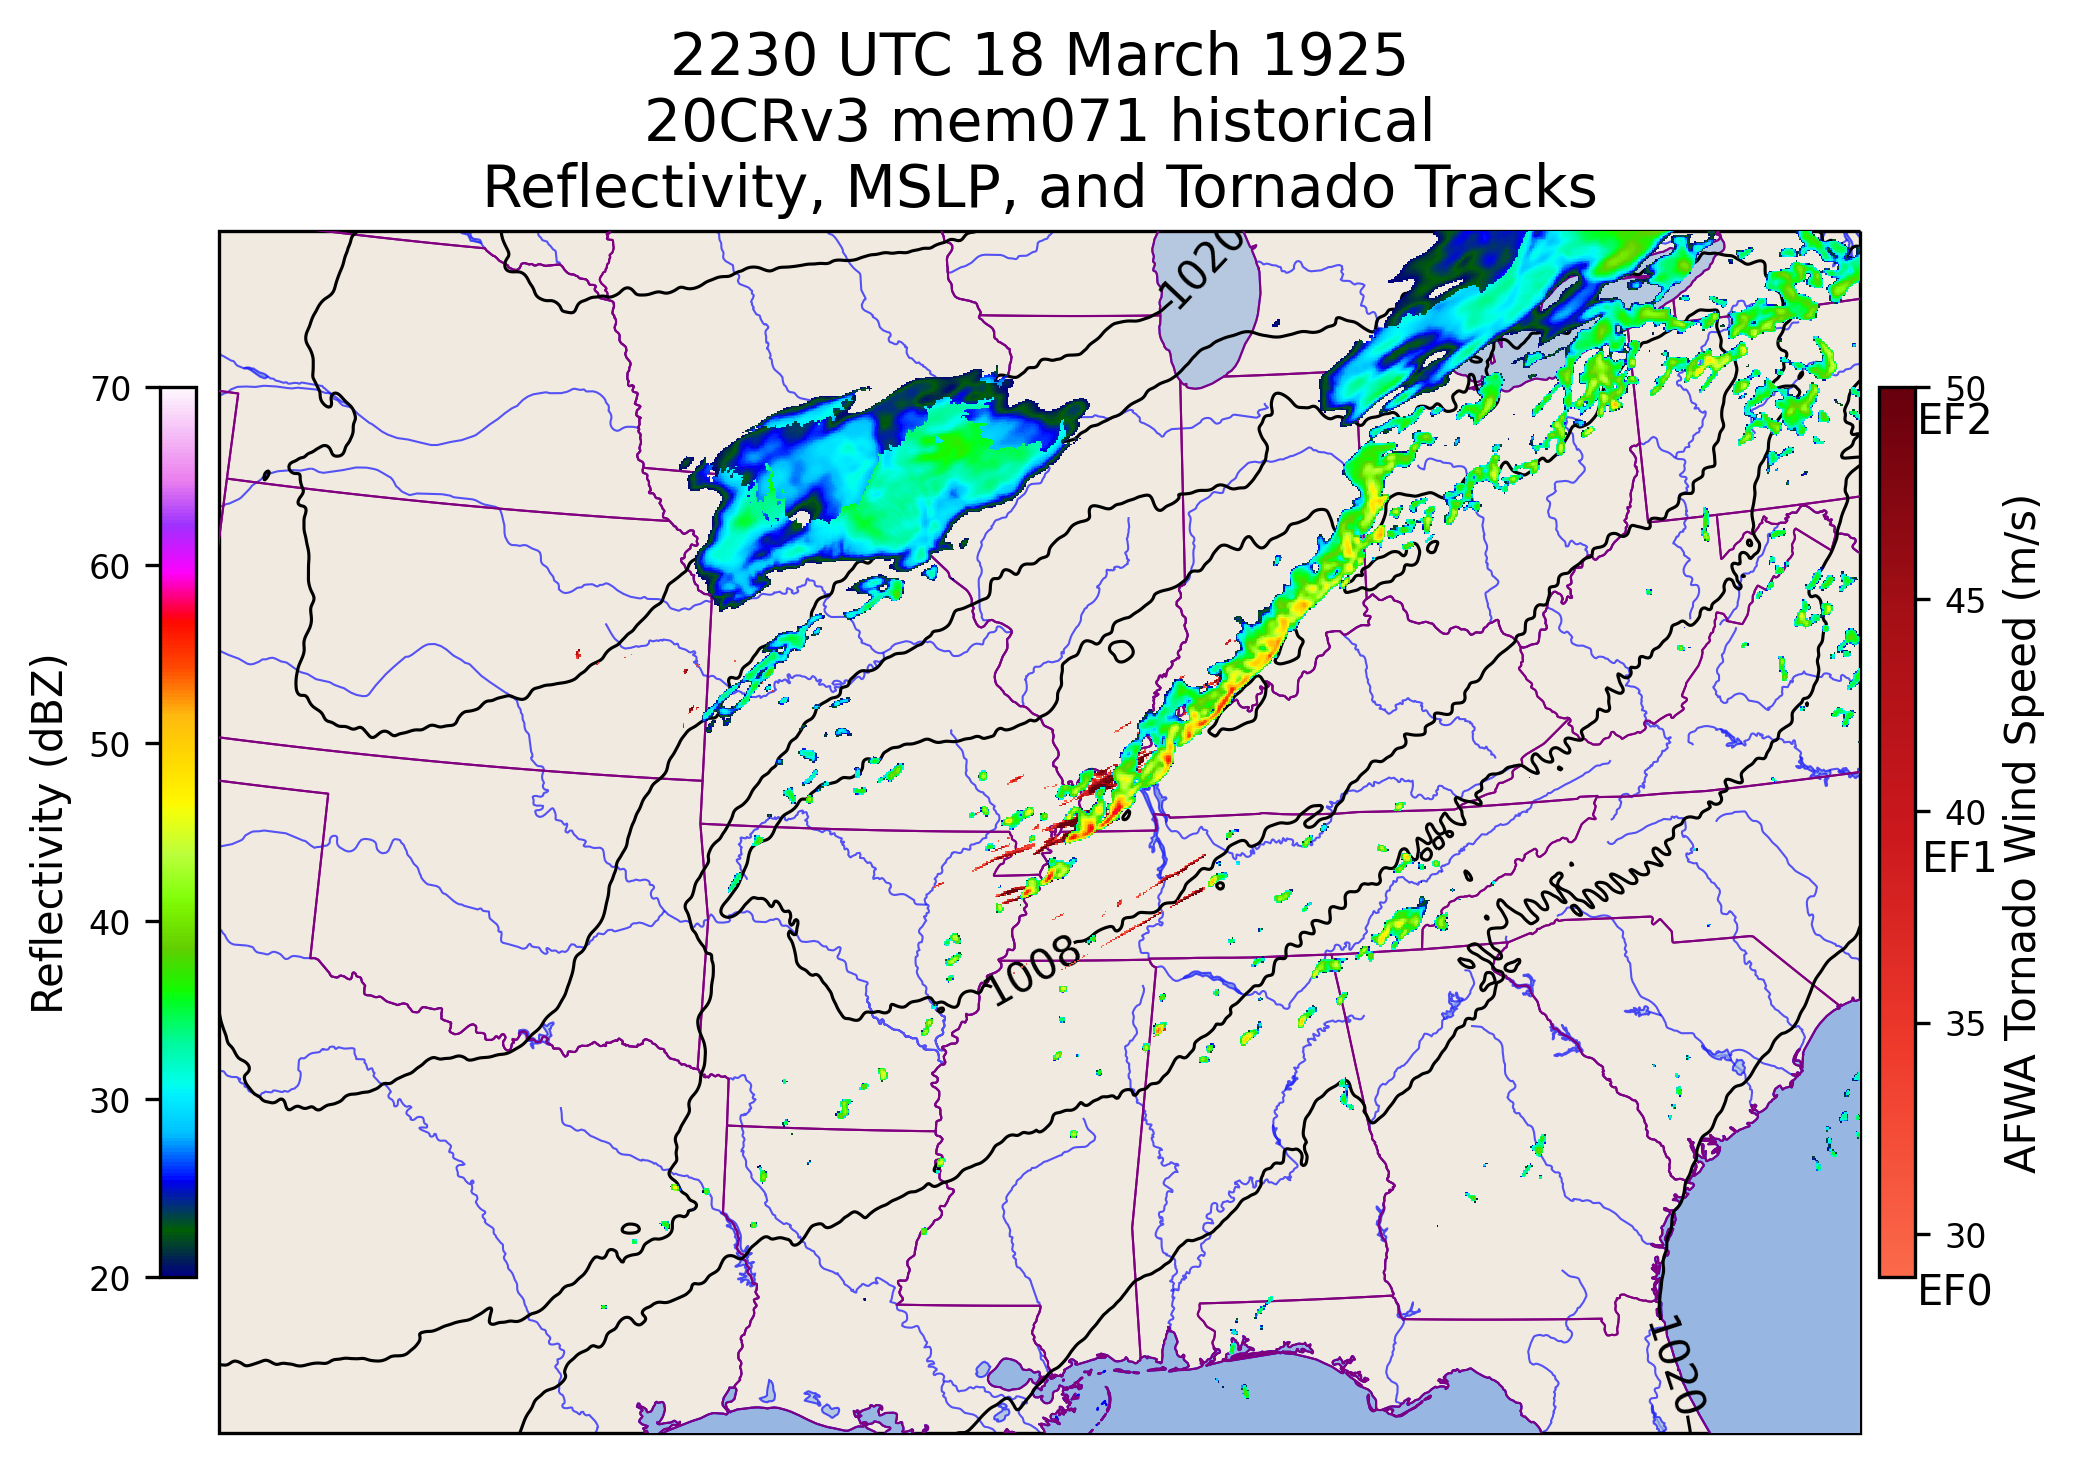 2230 UTC 18 March 1925
20CRv3 mem071 historical
Reflectivity, MSLP, and Tornado Tracks
1020
1008
1020
70
60
50
40
30
20
Reflectivity (dBZ)
50
EF2
45
40
EF1
35
30
EF0
AFWA Tornado Wind Speed (m/s)